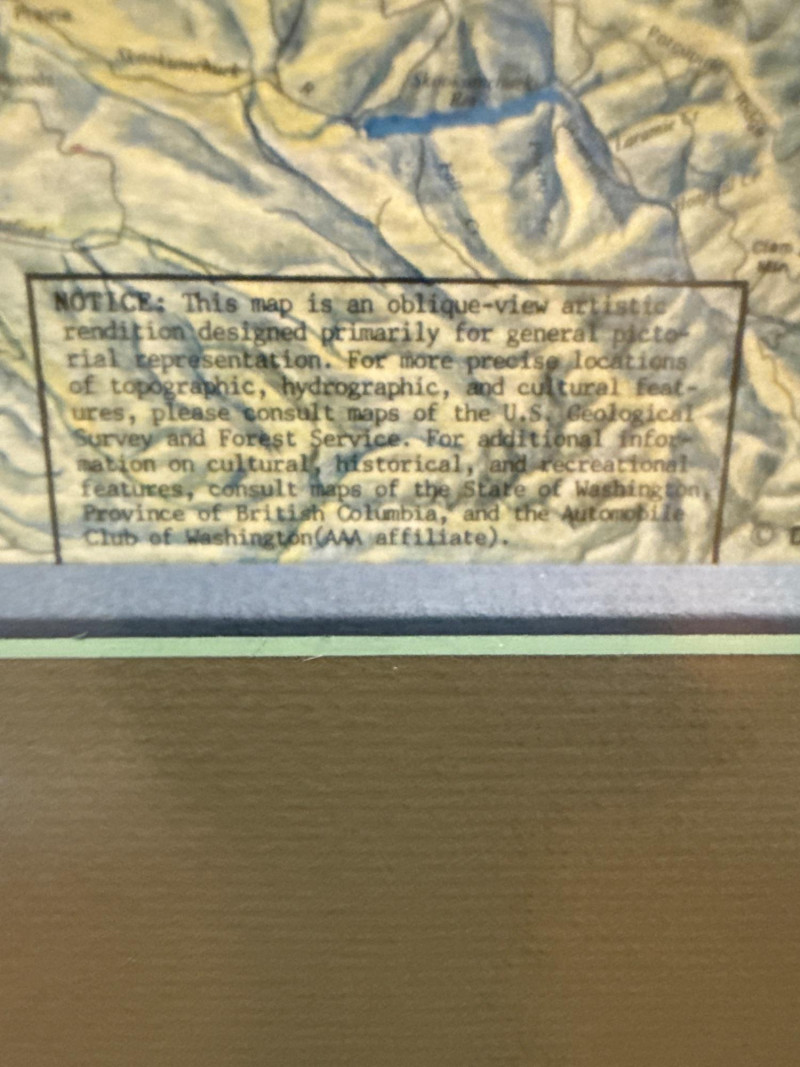 Prairie
Skookumchuck
R
Skookumchuck
Res
Porcupine
Ridge
Laramie Cr
Clam
Mtn
NOTICE: This map is an oblique-view artistic
rendition designed primarily for general picto-
rial representation. For more precise locations
of topographic, hydrographic, and cultural feat-
ures, please consult maps of the U.S. Geological
Survey and Forest Service. For additional infor-
mation on cultural, historical, and recreational
features, consult maps of the State of Washington,
Province of British Columbia, and the Automobile
Club of Washington(AAA affiliate).
©